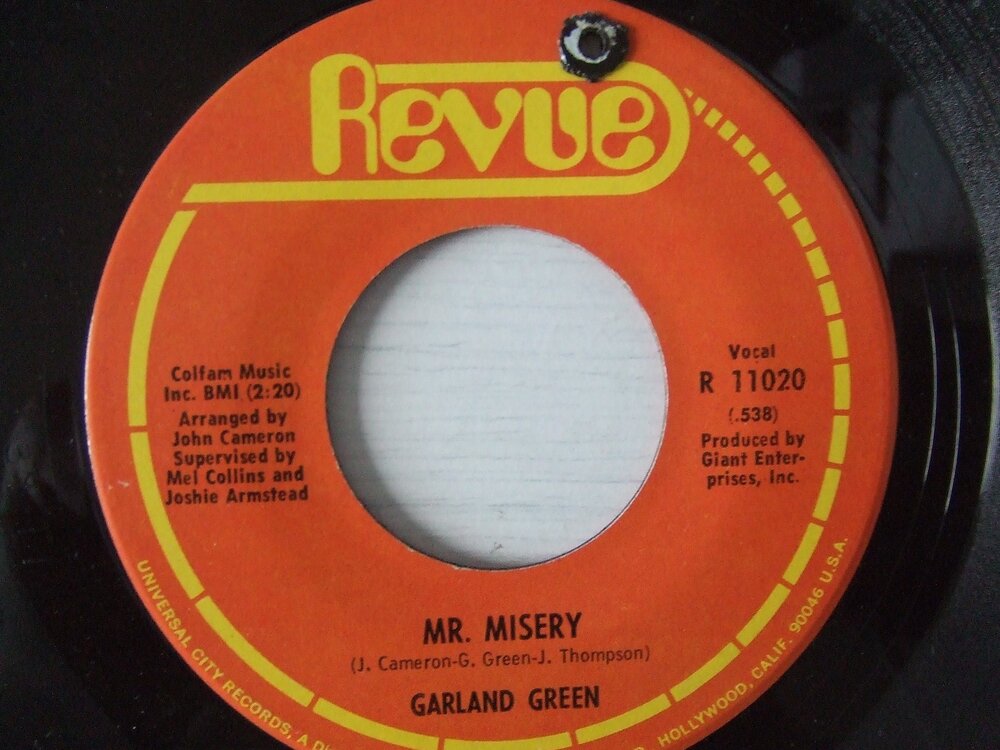 Revue
Colfam Music
Inc. BMI (2:20)
Arranged by
John Cameron
Supervised by
Mel Collins and
Joshie Armstead
Vocal
R 11020
(.538)
Produced by
Giant Enter-
prises, Inc.
MR. MISERY
(J. Cameron-G. Green-J. Thompson)
GARLAND GREEN
UNIVERSAL CITY RECORDS, A
HOLLYWOOD, CALIF. 90046 U.S.A.